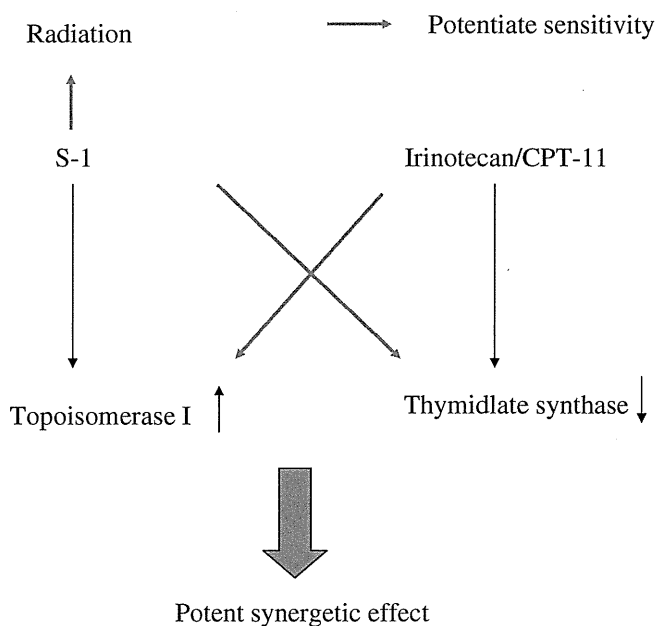 Radiation
Potentiate sensitivity
S-1
Irinotecan/CPT-11
Topoisomerase I
Thymidlate synthase
Potent synergetic effect